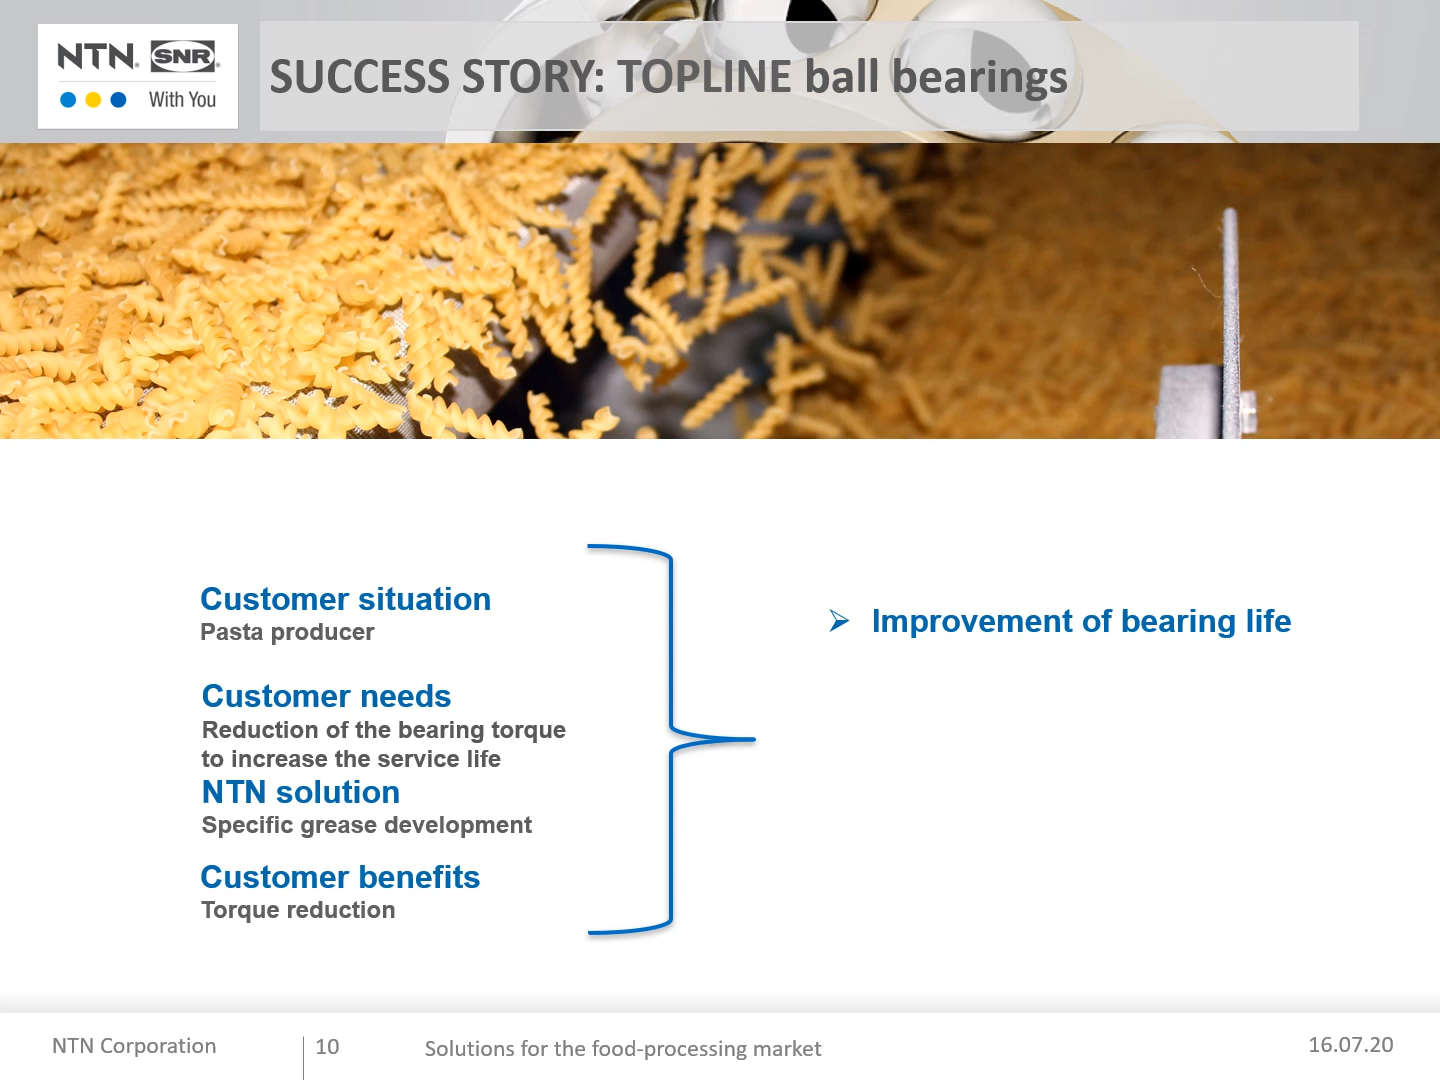 NTN. SNR®
With You
SUCCESS STORY: TOPLINE ball bearings
Customer situation
Pasta producer
Customer needs
Reduction of the bearing torque
to increase the service life
NTN solution
Specific grease development
Customer benefits
Torque reduction
➢ Improvement of bearing life
NTN Corporation
10
Solutions for the food-processing market
16.07.20